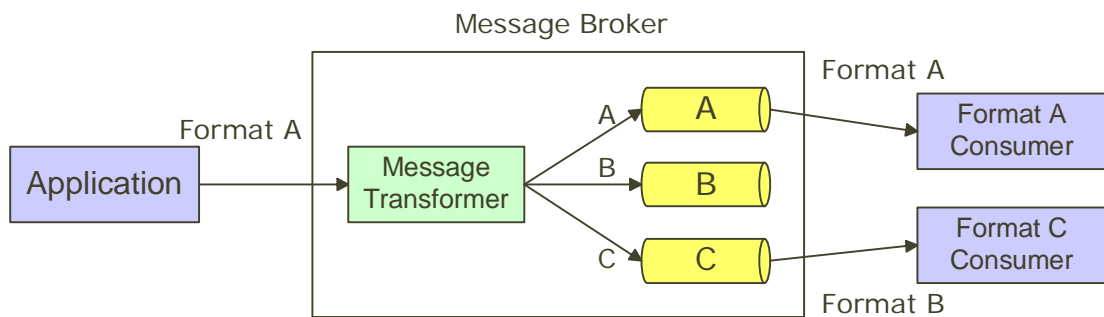 Message Broker
Format A
Application
Message
Transformer
A
B
C
A
B
C
Format A
Format A
Consumer
Format C
Consumer
Format B